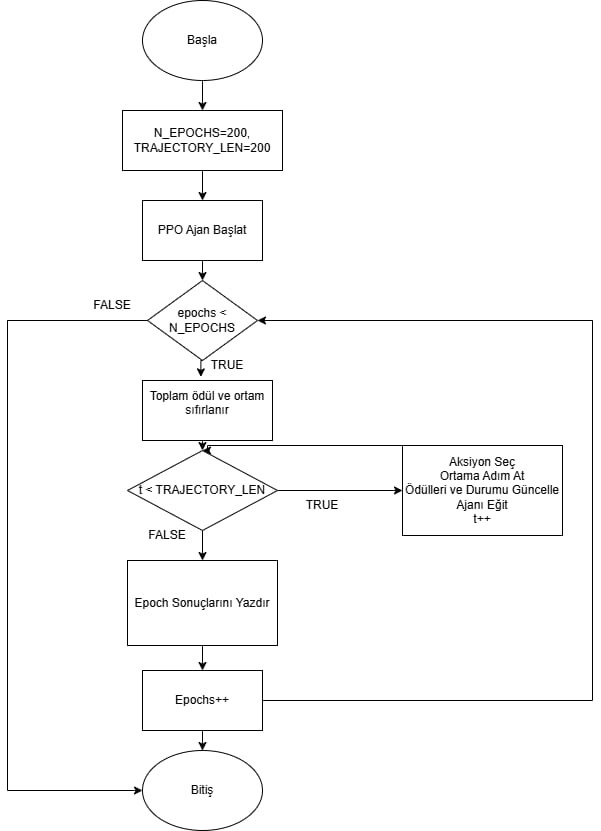 Başla
N_EPOCHS=200,
TRAJECTORY_LEN=200
PPO Ajan Başlat
FALSE
epochs <
N_EPOCHS
TRUE
Toplam ödül ve ortam
sıfırlanır
t < TRAJECTORY_LEN
TRUE
Aksiyon Seç
Ortama Adım At
Ödülleri ve Durumu Güncelle
Ajanı Eğit
t++
FALSE
Epoch Sonuçlarını Yazdır
Epochs++
Bitiş